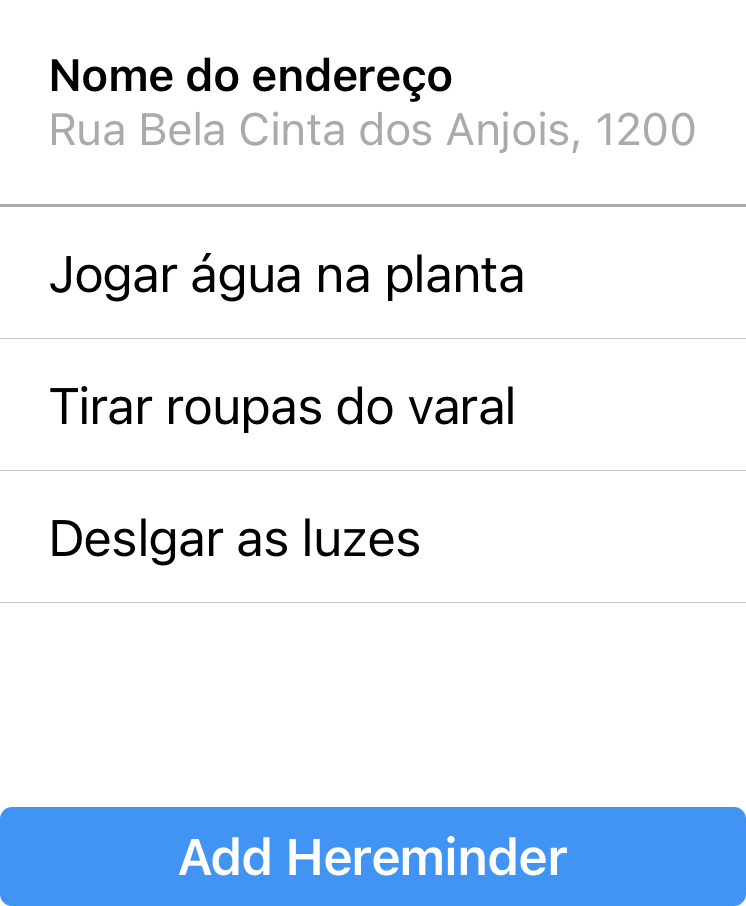 Nome do endereço
Rua Bela Cinta dos Anjois, 1200
Jogar água na planta
Tirar roupas do varal
Deslgar as luzes
Add Hereminder